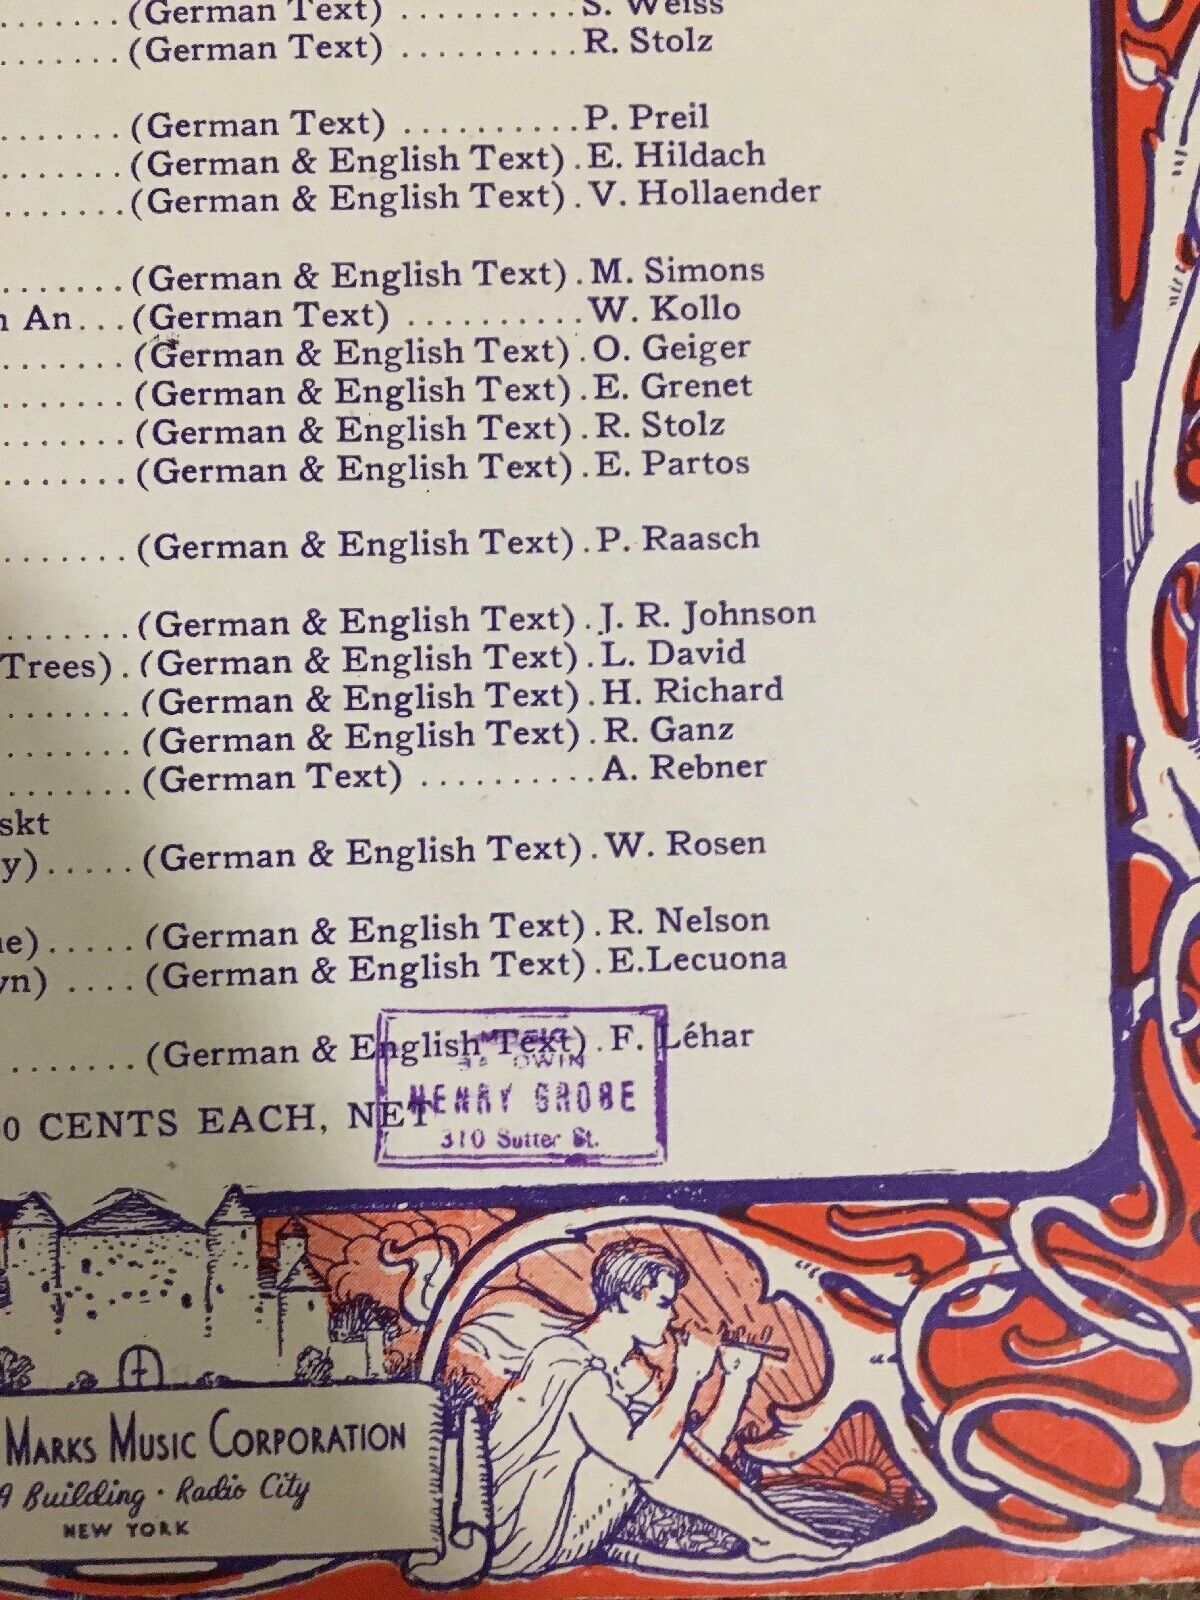 (German Text) ..........S. Weiss
(German Text) ..........R. Stolz
(German Text) ..........P. Preil
(German & English Text).E. Hildach
(German & English Text).V. Hollaender
(German & English Text).M. Simons
An...(German Text) ..........W. Kollo
(German & English Text).O. Geiger
(German & English Text).E. Grenet
(German & English Text).R. Stolz
(German & English Text).E. Partos
(German & English Text).P. Raasch
(German & English Text).J. R. Johnson
Trees).(German & English Text).L. David
(German & English Text).H. Richard
(German & English Text).R. Ganz
(German Text) ..........A. Rebner
skt
y).....(German & English Text).W. Rosen
e).....(German & English Text).R. Nelson
yn) ....(German & English Text).E.Lecuona
(German & English Text).F. Léhar
0 CENTS EACH, NET
HENRY GROBE
310 Sutter St.
MARKS MUSIC CORPORATION
Building · Radio City
NEW YORK